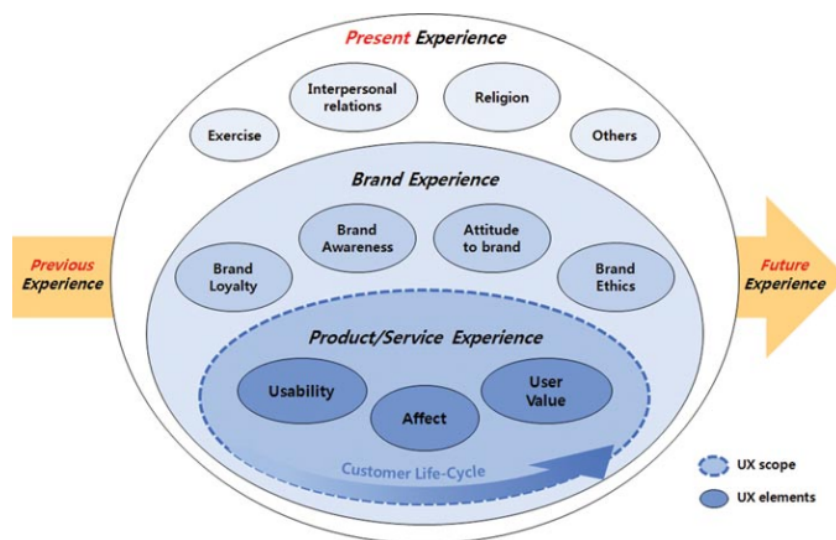 Present Experience
Interpersonal
relations
Religion
Exercise
Others
Brand Experience
Brand
Awareness
Attitude
to brand
Previous
Experience
Brand
Loyalty
Brand
Ethics
Future
Experience
Product/Service Experience
Usability
User
Value
Affect
Customer Life-Cycle
UX scope
UX elements